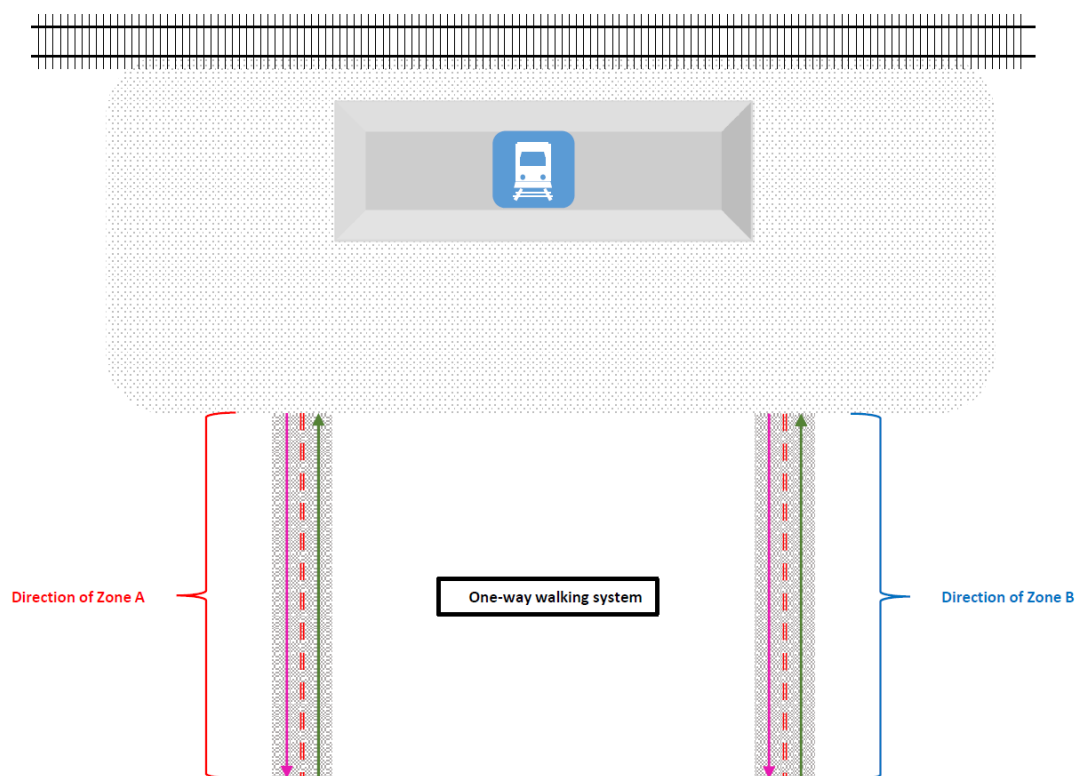 Direction of Zone A
One-way walking system
Direction of Zone B